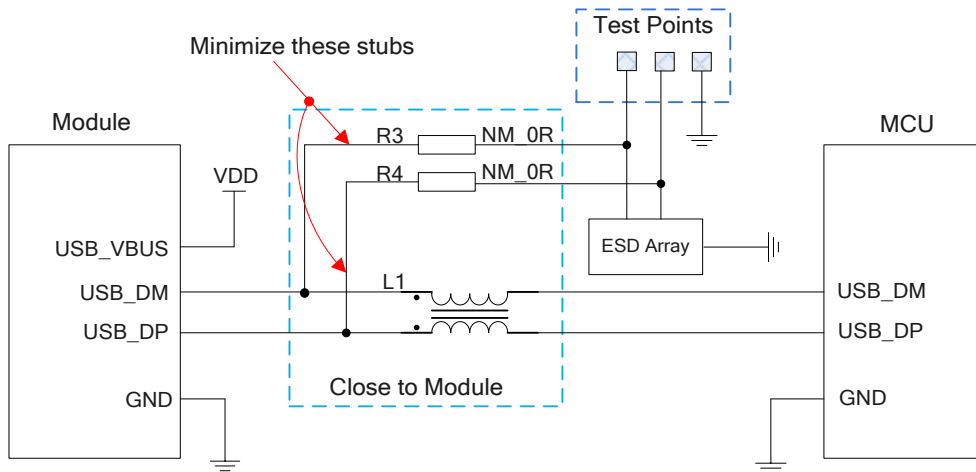 Test Points
Minimize these stubs
Module
MCU
R3
NM_0R
VDD
R4
NM_0R
ESD Array
USB_VBUS
USB_DM
L1
USB_DM
USB_DP
USB_DP
Close to Module
GND
GND